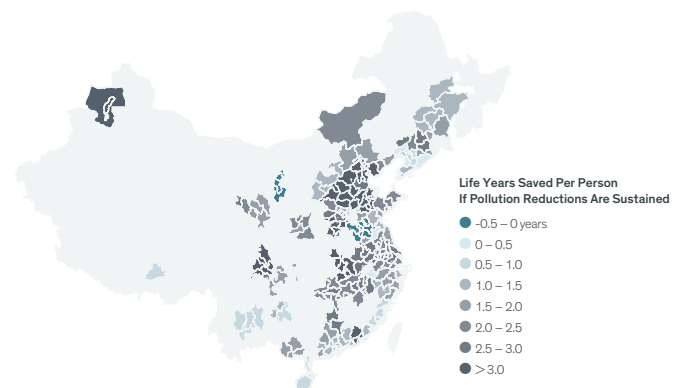 Life Years Saved Per Person
If Pollution Reductions Are Sustained
-0.5 – 0 years
0 – 0.5
0.5 – 1.0
1.0 – 1.5
1.5 – 2.0
2.0 – 2.5
2.5 – 3.0
> 3.0